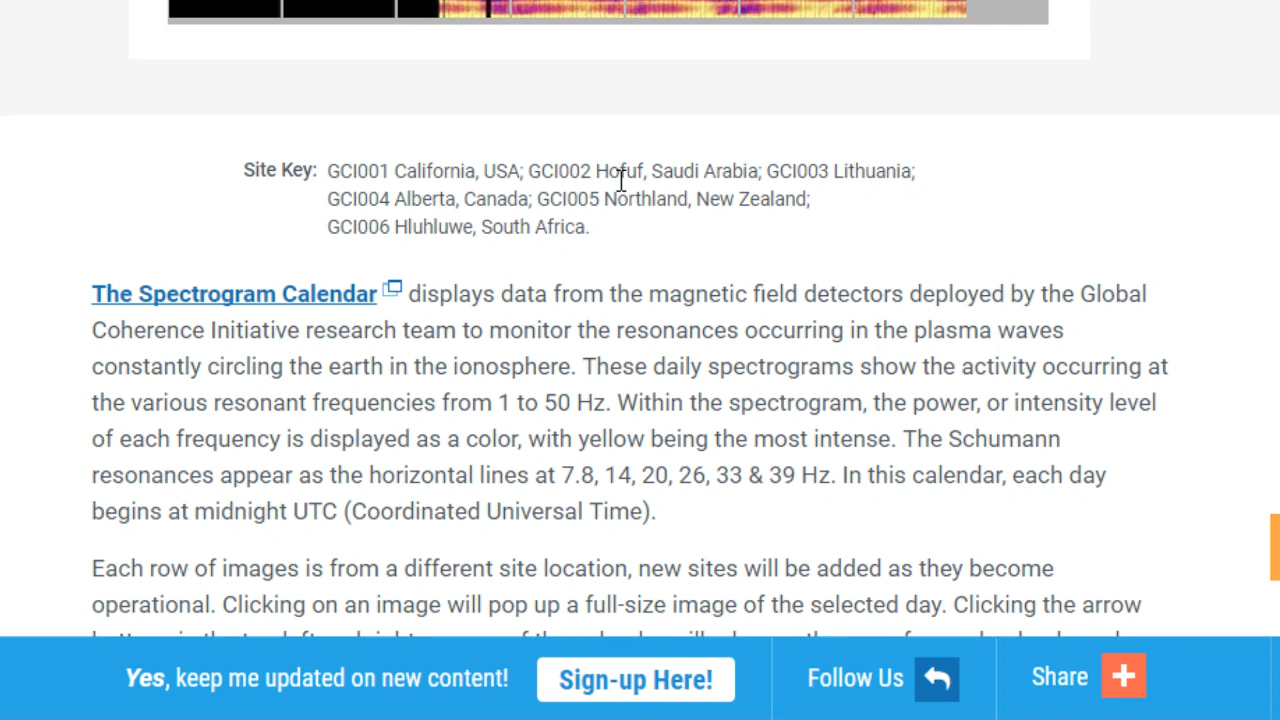 Site Key: GCI001 California, USA; GCI002 Hofuf, Saudi Arabia; GCI003 Lithuania;
GCI004 Alberta, Canada; GCI005 Northland, New Zealand;
GCI006 Hluhluwe, South Africa.
The Spectrogram Calendar displays data from the magnetic field detectors deployed by the Global
Coherence Initiative research team to monitor the resonances occurring in the plasma waves
constantly circling the earth in the ionosphere. These daily spectrograms show the activity occurring at
the various resonant frequencies from 1 to 50 Hz. Within the spectrogram, the power, or intensity level
of each frequency is displayed as a color, with yellow being the most intense. The Schumann
resonances appear as the horizontal lines at 7.8, 14, 20, 26, 33 & 39 Hz. In this calendar, each day
begins at midnight UTC (Coordinated Universal Time).
Each row of images is from a different site location, new sites will be added as they become
operational. Clicking on an image will pop up a full-size image of the selected day. Clicking the arrow
Yes, keep me updated on new content! Sign-up Here! Follow Us Share